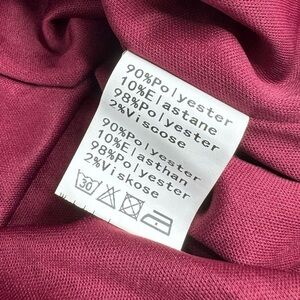 90%Polyester
10%Elastane
98%Polyester
2%Viscose
90%Polyester
10%Elasthan
98%Polyester
2%Viskose
30